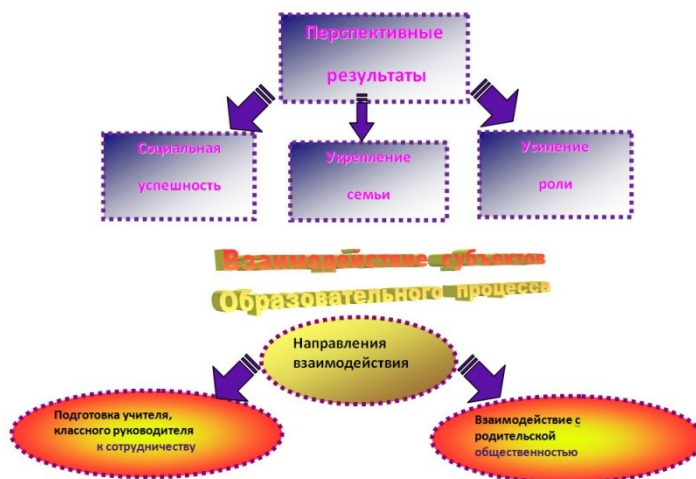 Перспективные
результаты
Социальная
успешность
Укрепление
семьи
Усиление
роли
Взаимодействие субъектов
Образовательного процесса
Направления
взаимодействия
Подготовка учителя,
классного руководителя
к сотрудничеству
Взаимодействие с
родительской
общественностью